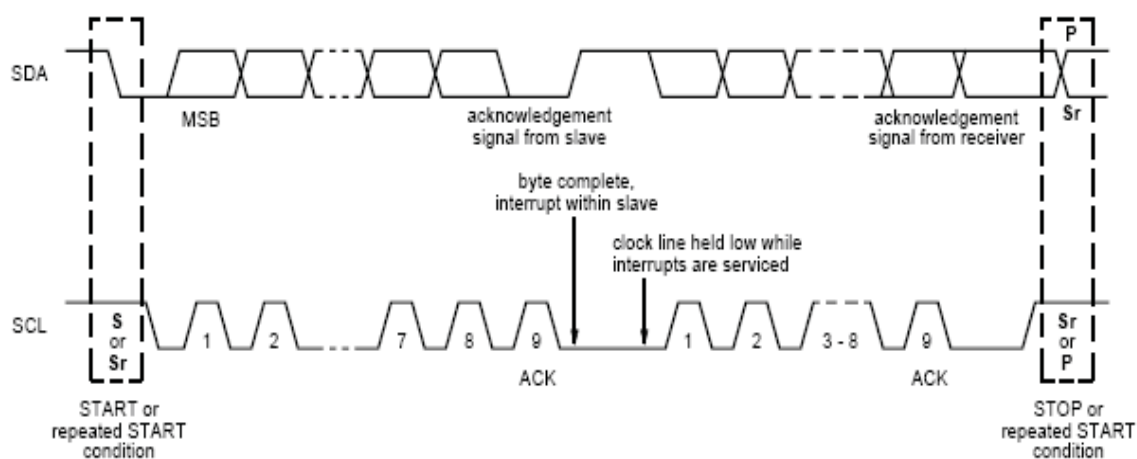 P
SDA
MSB
acknowledgement
signal from slave
acknowledgement
signal from receiver
Sr
byte complete,
interrupt within slave
clock line held low while
interrupts are serviced
SCL
S
or
Sr
1
2
7
8
9
1
2
3 - 8
9
Sr
or
P
ACK
ACK
START or
repeated START
condition
STOP or
repeated START
condition